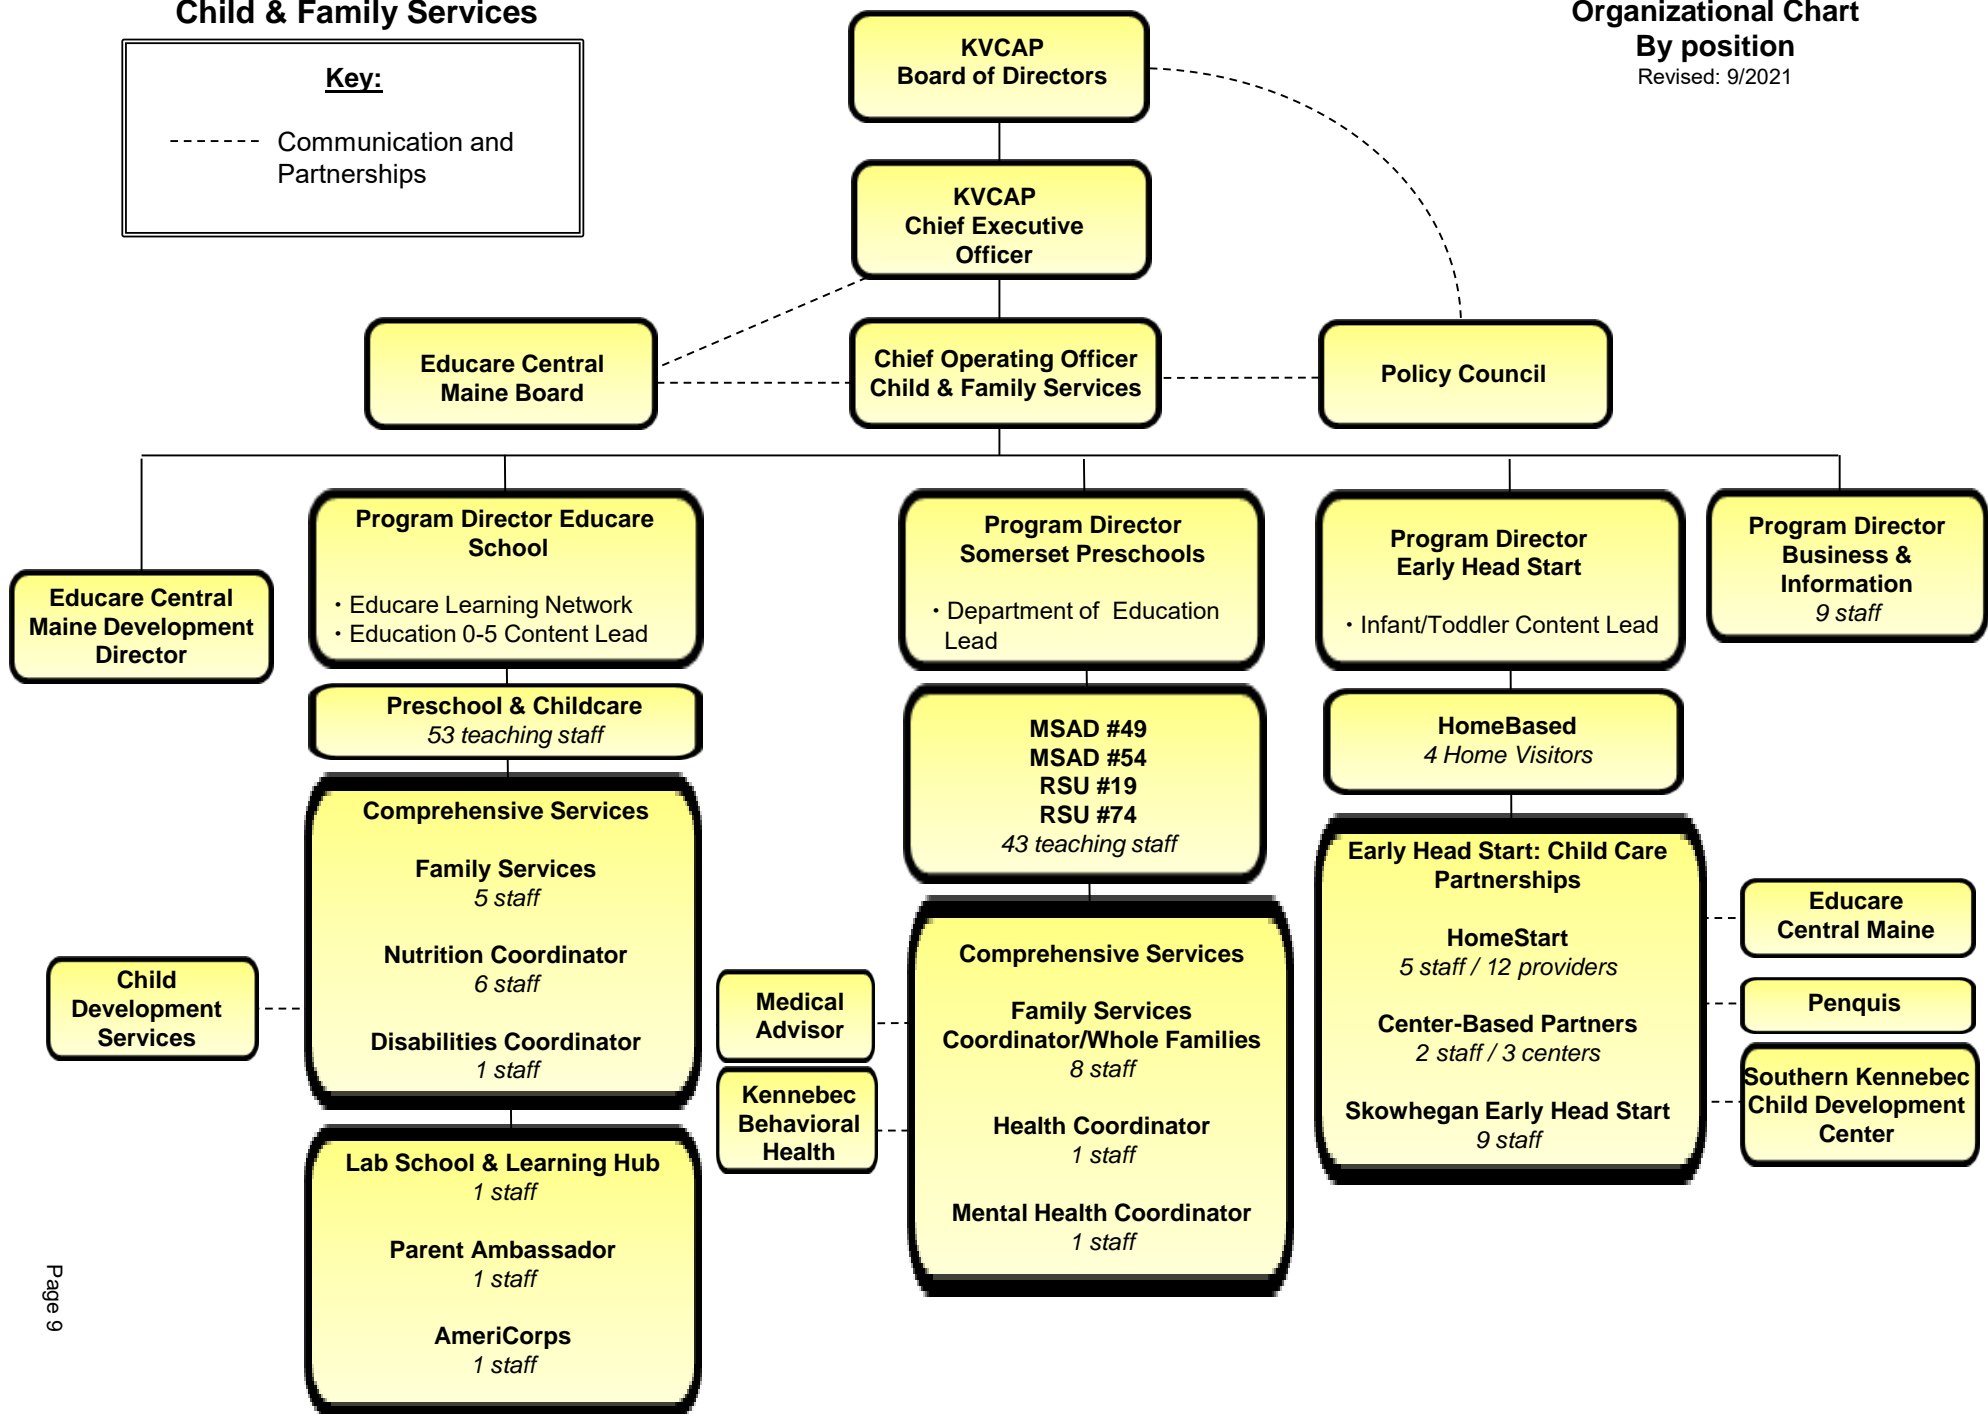 Child & Family Services
Organizational Chart
By position
Revised: 9/2021
Key:
Communication and
Partnerships
KVCAP
Board of Directors
KVCAP
Chief Executive
Officer
Educare Central
Maine Board
Chief Operating Officer
Child & Family Services
Policy Council
Educare Central
Maine Development
Director
Program Director Educare
School
• Educare Learning Network
• Education 0-5 Content Lead
Program Director
Somerset Preschools
• Department of Education
Lead
Program Director
Early Head Start
• Infant/Toddler Content Lead
Program Director
Business &
Information
9 staff
Preschool & Childcare
53 teaching staff
MSAD #49
MSAD #54
RSU #19
RSU #74
43 teaching staff
HomeBased
4 Home Visitors
Comprehensive Services
Family Services
5 staff
Nutrition Coordinator
6 staff
Disabilities Coordinator
1 staff
Child
Development
Services
Medical
Advisor
Kennebec
Behavioral
Health
Comprehensive Services
Family Services
Coordinator/Whole Families
8 staff
Health Coordinator
1 staff
Mental Health Coordinator
1 staff
Early Head Start: Child Care
Partnerships
HomeStart
5 staff / 12 providers
Center-Based Partners
2 staff / 3 centers
Skowhegan Early Head Start
9 staff
Educare
Central Maine
Penquis
Southern Kennebec
Child Development
Center
Lab School & Learning Hub
1 staff
Parent Ambassador
1 staff
AmeriCorps
1 staff
Page 9